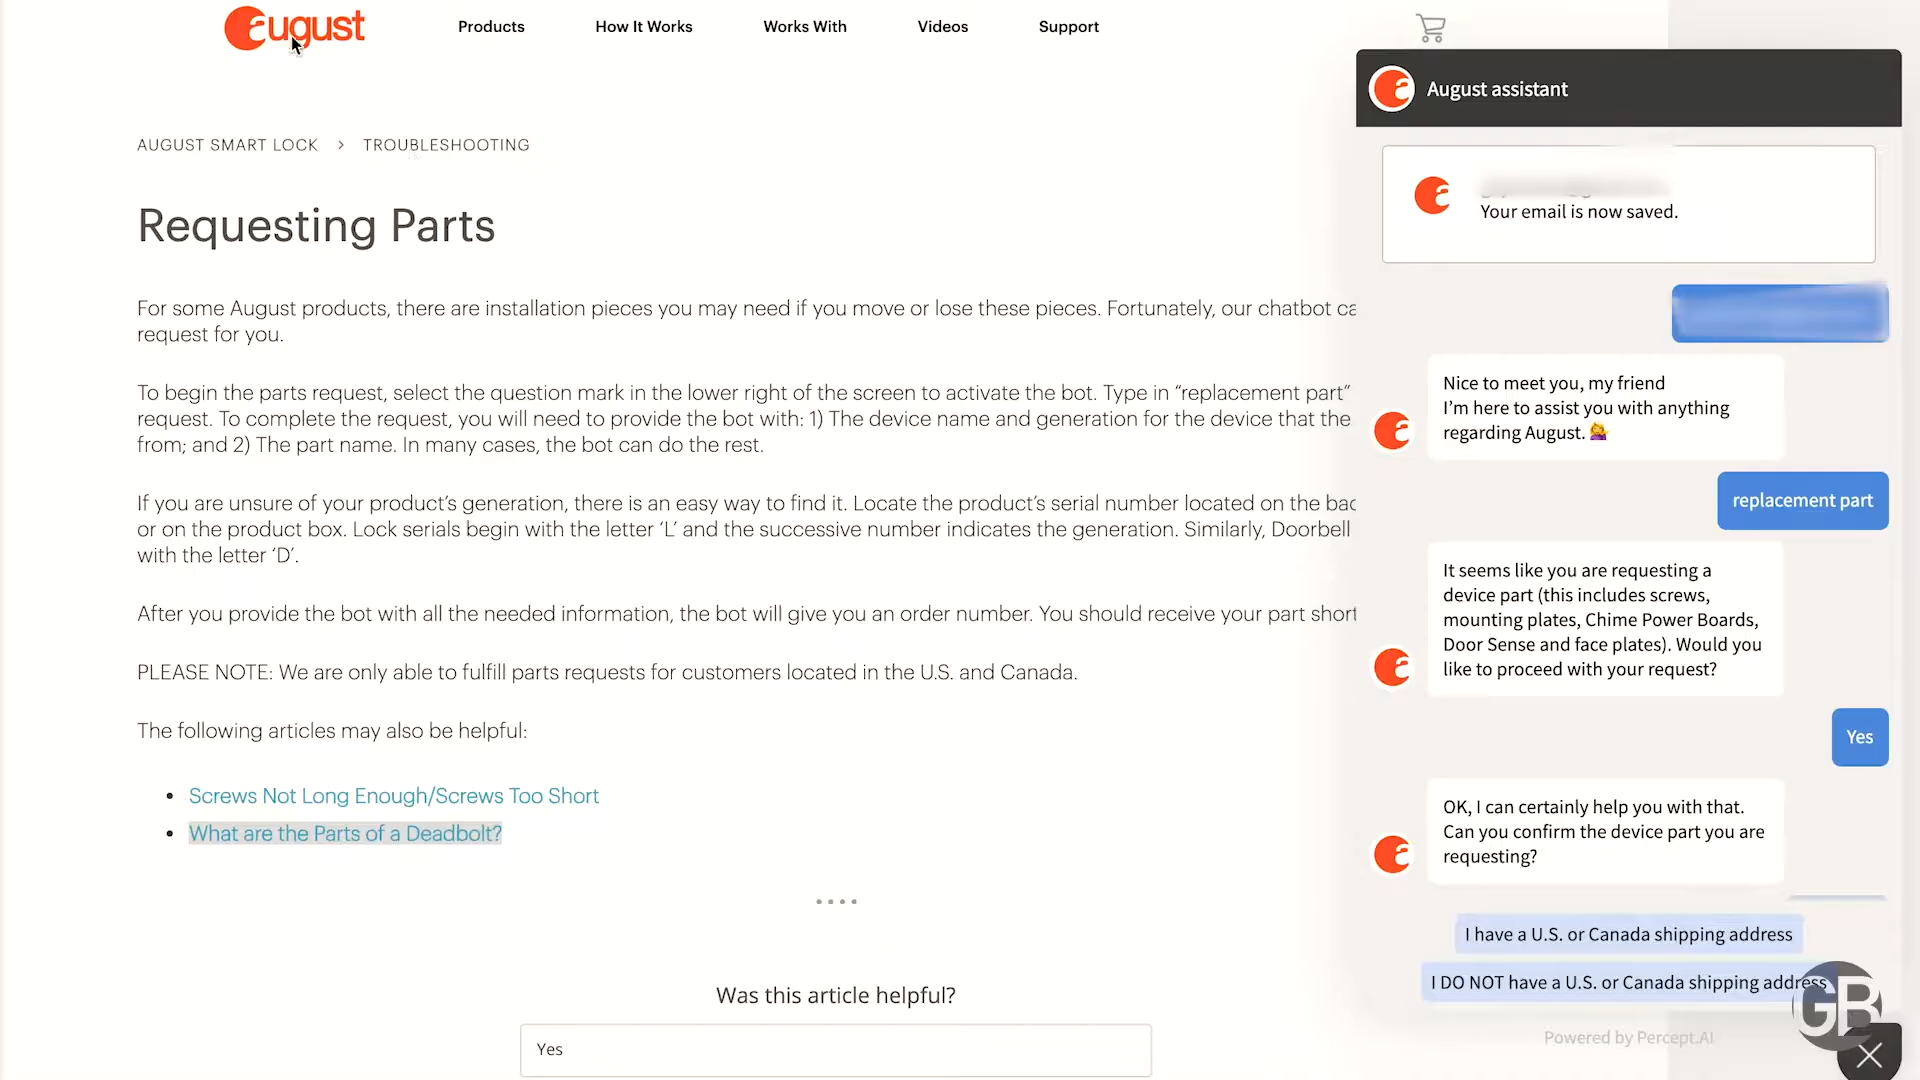 august
Products
How It Works
Works With
Videos
Support
AUGUST SMART LOCK > TROUBLESHOOTING
Requesting Parts
For some August products, there are installation pieces you may need if you move or lose these pieces. Fortunately, our chatbot ca
request for you.
To begin the parts request, select the question mark in the lower right of the screen to activate the bot. Type in “replacement part”
request. To complete the request, you will need to provide the bot with: 1) The device name and generation for the device that the
from; and 2) The part name. In many cases, the bot can do the rest.
If you are unsure of your product’s generation, there is an easy way to find it. Locate the product’s serial number located on the bac
or on the product box. Lock serials begin with the letter ‘L’ and the successive number indicates the generation. Similarly, Doorbell
with the letter ‘D’.
After you provide the bot with all the needed information, the bot will give you an order number. You should receive your part short
PLEASE NOTE: We are only able to fulfill parts requests for customers located in the U.S. and Canada.
The following articles may also be helpful:
• Screws Not Long Enough/Screws Too Short
• What are the Parts of a Deadbolt?
Was this article helpful?
Yes
August assistant
Your email is now saved.
Nice to meet you, my friend
I’m here to assist you with anything
regarding August. 💁‍♀️
replacement part
It seems like you are requesting a
device part (this includes screws,
mounting plates, Chime Power Boards,
Door Sense and face plates). Would you
like to proceed with your request?
Yes
OK, I can certainly help you with that.
Can you confirm the device part you are
requesting?
I have a U.S. or Canada shipping address
I DO NOT have a U.S. or Canada shipping address
GB
Powered by Percept.AI